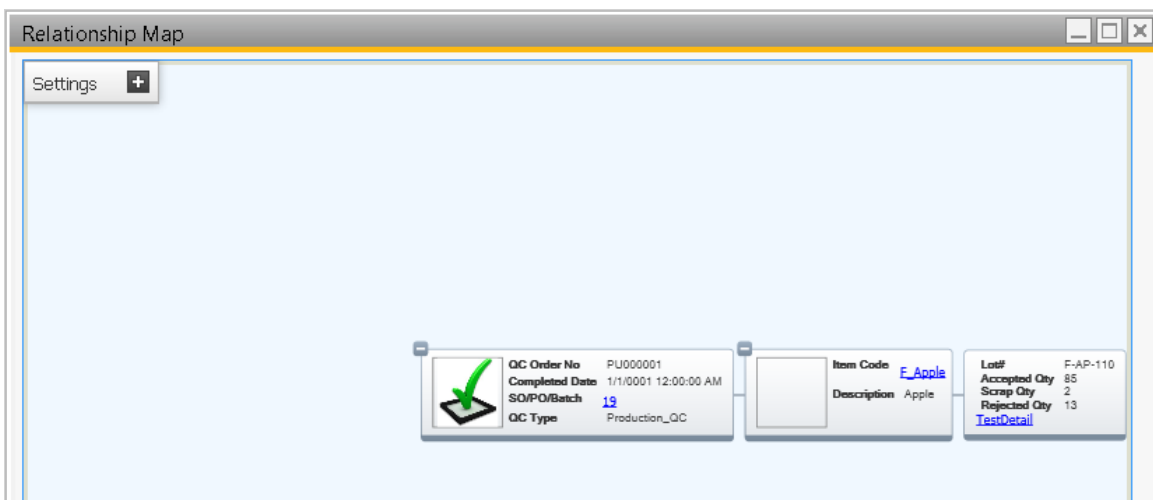 Relationship Map
Settings
QC Order No PU000001
Completed Date 1/1/0001 12:00:00 AM
SO/PO/Batch 19
QC Type Production_QC
Item Code F_Apple
Description Apple
Lot# F-AP-110
Accepted Qty 85
Scrap Qty 2
Rejected Qty 13
TestDetail